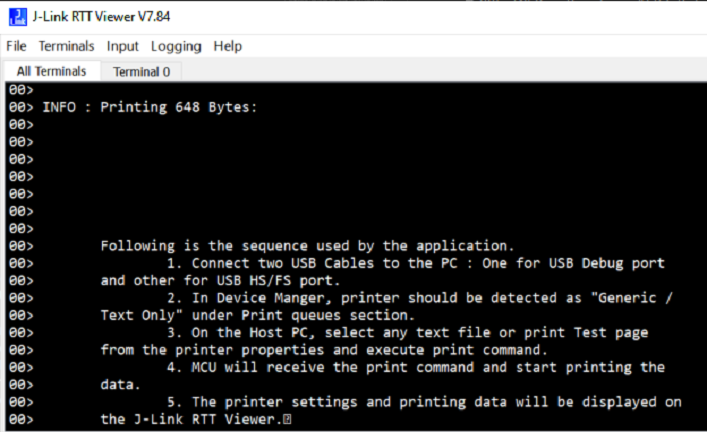 J-Link RTT Viewer V7.84
File Terminals Input Logging Help
All Terminals Terminal 0
00>
00> INFO : Printing 648 Bytes:
00>
00>
00>
00>
00>
00>
00>
00> Following is the sequence used by the application.
00> 1. Connect two USB Cables to the PC : One for USB Debug port
00> and other for USB HS/FS port.
00> 2. In Device Manger, printer should be detected as "Generic /
00> Text Only" under Print queues section.
00> 3. On the Host PC, select any text file or print Test page
00> from the printer properties and execute print command.
00> 4. MCU will receive the print command and start printing the
00> data.
00> 5. The printer settings and printing data will be displayed on
00> the J-Link RTT Viewer.